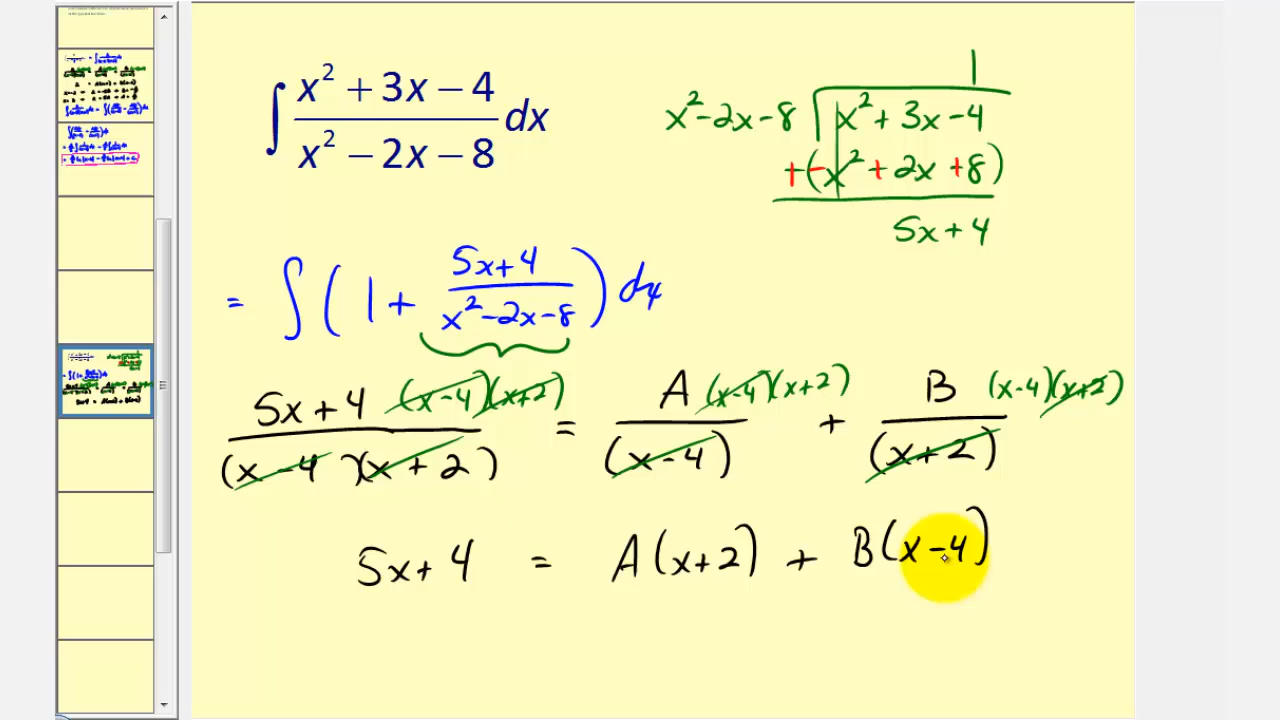 ∫ (x² + 3x − 4)/(x² − 2x − 8) dx
1
x² − 2x − 8 ) x² + 3x − 4
+ (− x² + 2x + 8)
5x + 4
= ∫ ( 1 + (5x + 4)/(x² − 2x − 8) ) dx
(5x + 4)/((x − 4)(x + 2)) (x − 4)(x + 2) = A/(x − 4) (x − 4)(x + 2) + B/(x + 2) (x − 4)(x + 2)
5x + 4 = A(x + 2) + B(x − 4)